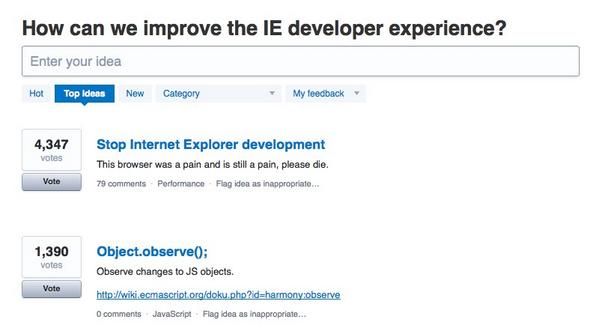 How can we improve the IE developer experience?
Enter your idea
Hot Top Ideas New Category My feedback
4,347
votes
Vote
Stop Internet Explorer development
This browser was a pain and is still a pain, please die.
79 comments · Performance · Flag idea as inappropriate…
1,390
votes
Vote
Object.observe();
Observe changes to JS objects.
http://wiki.ecmascript.org/doku.php?id=harmony:observe
0 comments · JavaScript · Flag idea as inappropriate…